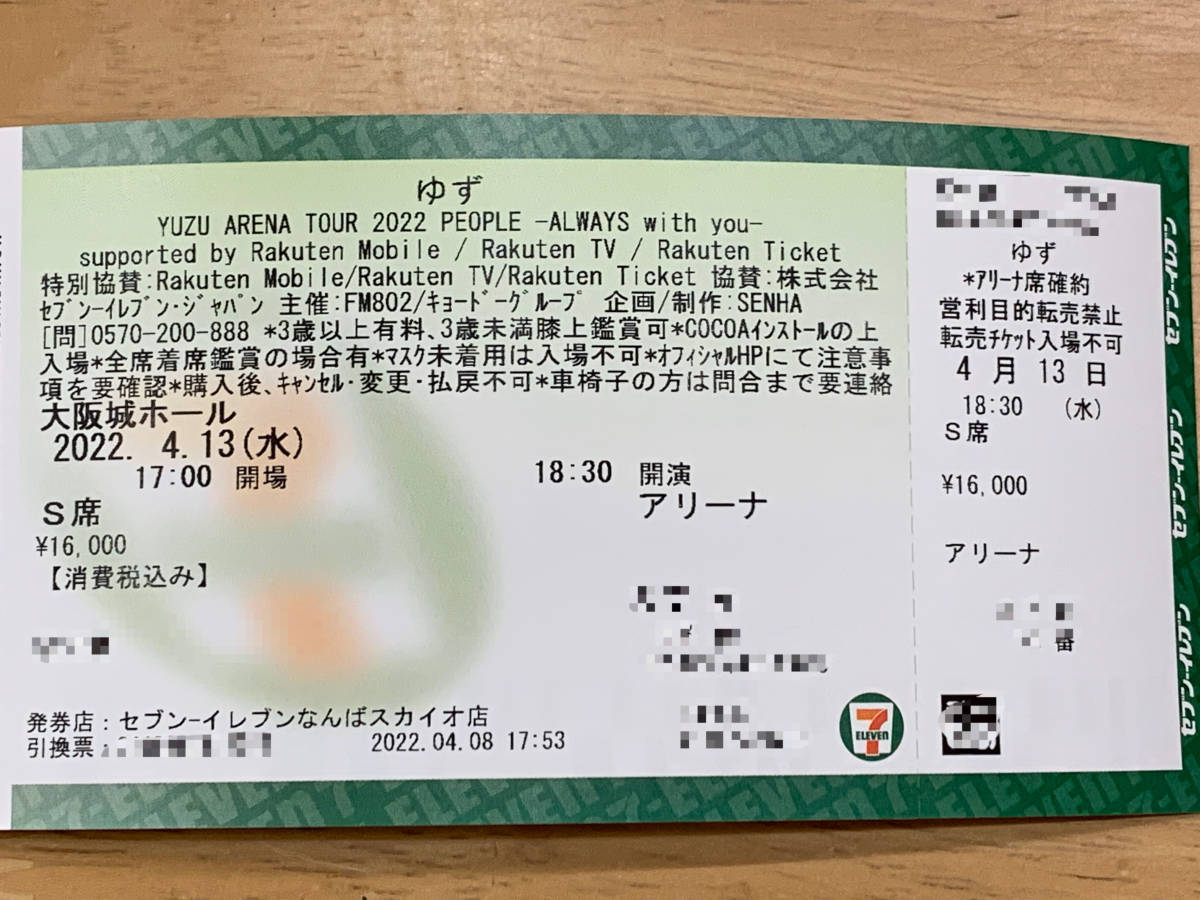 ゆず
YUZU ARENA TOUR 2022 PEOPLE -ALWAYS with you-
supported by Rakuten Mobile / Rakuten TV / Rakuten Ticket
特別協賛:Rakuten Mobile/Rakuten TV/Rakuten Ticket 協賛:株式会社
ｾﾌﾞﾝ-ｲﾚﾌﾞﾝ･ｼﾞｬﾊﾟﾝ 主催:FM802/ｷｮｰﾄﾞｰｸﾞﾙｰﾌﾟ 企画/制作:SENHA
[問]0570-200-888 *3歳以上有料､3歳未満膝上鑑賞可*COCOAｲﾝｽﾄｰﾙの上
入場*全席着席鑑賞の場合有*ﾏｽｸ未着用は入場不可*ｵﾌｨｼｬﾙHPにて注意事
項を要確認*購入後､ｷｬﾝｾﾙ･変更･払戻不可*車椅子の方は問合まで要連絡
大阪城ホール
2022. 4.13(水)
17:00 開場 18:30 開演
アリーナ
S席
¥16,000
【消費税込み】
発券店：セブン-イレブンなんばスカイオ店
引換票：
2022.04.08 17:53
7
ELEVEN
ゆず
*ｱﾘｰﾅ席確約
営利目的転売禁止
転売ﾁｹｯﾄ入場不可
4 月 13 日
18:30 (水)
S席
¥16,000
アリーナ
番
セブン-イレブン
セブン-イレブン
セブン-イレブン
7-ELEVEN